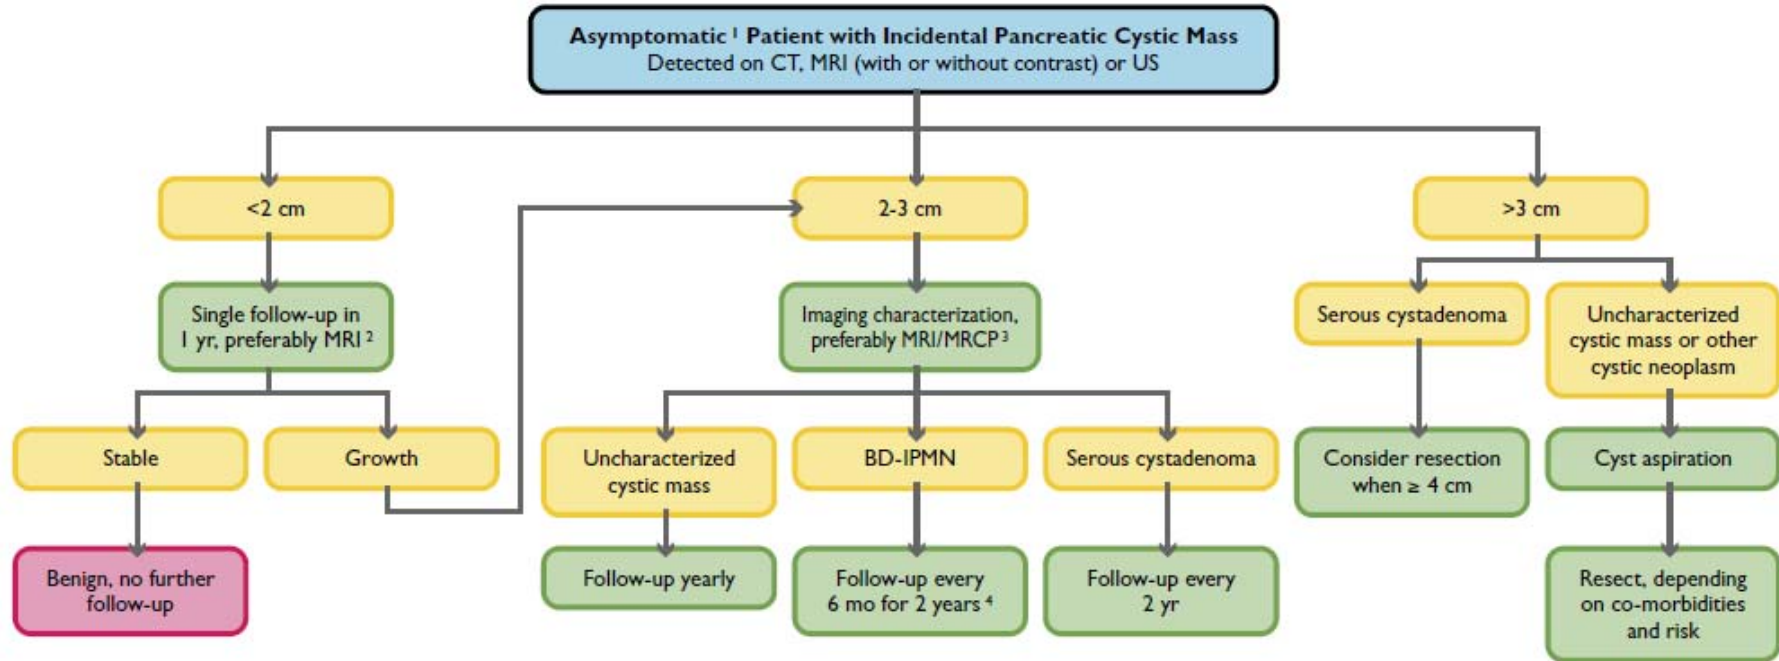 Asymptomatic ¹ Patient with Incidental Pancreatic Cystic Mass
Detected on CT, MRI (with or without contrast) or US
<2 cm
2-3 cm
>3 cm
Single follow-up in
1 yr, preferably MRI ²
Imaging characterization,
preferably MRI/MRCP ³
Serous cystadenoma
Uncharacterized
cystic mass or other
cystic neoplasm
Stable
Growth
Uncharacterized
cystic mass
BD-IPMN
Serous cystadenoma
Consider resection
when ≥ 4 cm
Cyst aspiration
Benign, no further
follow-up
Follow-up yearly
Follow-up every
6 mo for 2 years ⁴
Follow-up every
2 yr
Resect, depending
on co-morbidities
and risk